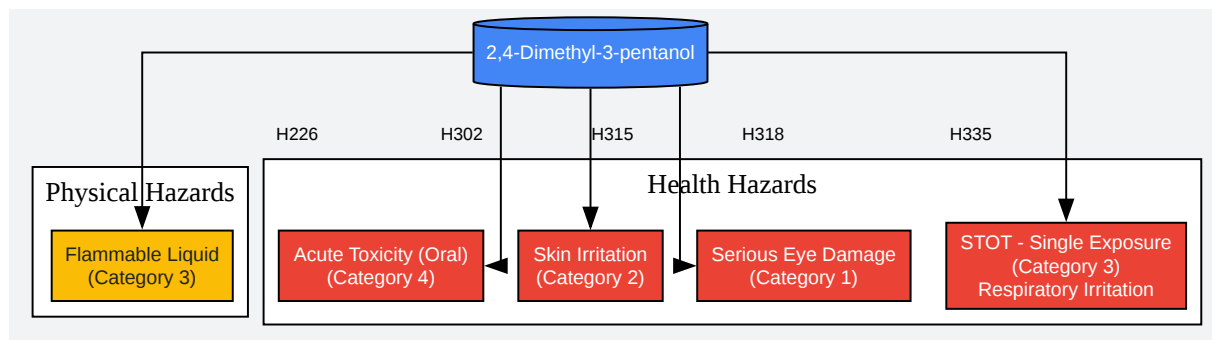 2,4-Dimethyl-3-pentanol
H226
H302
H315
H318
H335
Physical Hazards
Health Hazards
Flammable Liquid
(Category 3)
Acute Toxicity (Oral)
(Category 4)
Skin Irritation
(Category 2)
Serious Eye Damage
(Category 1)
STOT - Single Exposure
(Category 3)
Respiratory Irritation